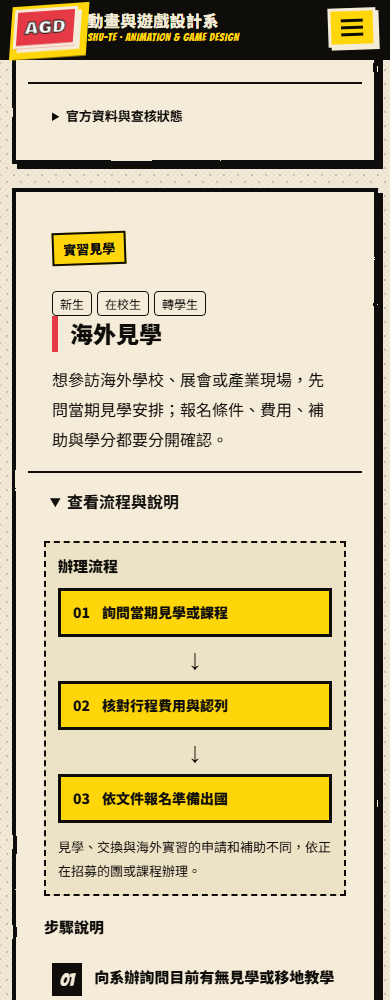 AGD
動畫與遊戲設計系
SHU-TE · ANIMATION & GAME DESIGN
▶ 官方資料與查核狀態
實習見學
新生 在校生 轉學生
海外見學
想參訪海外學校、展會或產業現場，先
問當期見學安排；報名條件、費用、補
助與學分都要分開確認。
▼ 查看流程與說明
辦理流程
01 詢問當期見學或課程
↓
02 核對行程費用與認列
↓
03 依文件報名準備出國
見學、交換與海外實習的申請和補助不同，依正
在招募的團或課程辦理。
步驟說明
01 向系辦詢問目前有無見學或移地教學